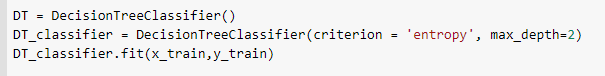 DT = DecisionTreeClassifier()
DT_classifier = DecisionTreeClassifier(criterion = 'entropy', max_depth=2)
DT_classifier.fit(x_train,y_train)